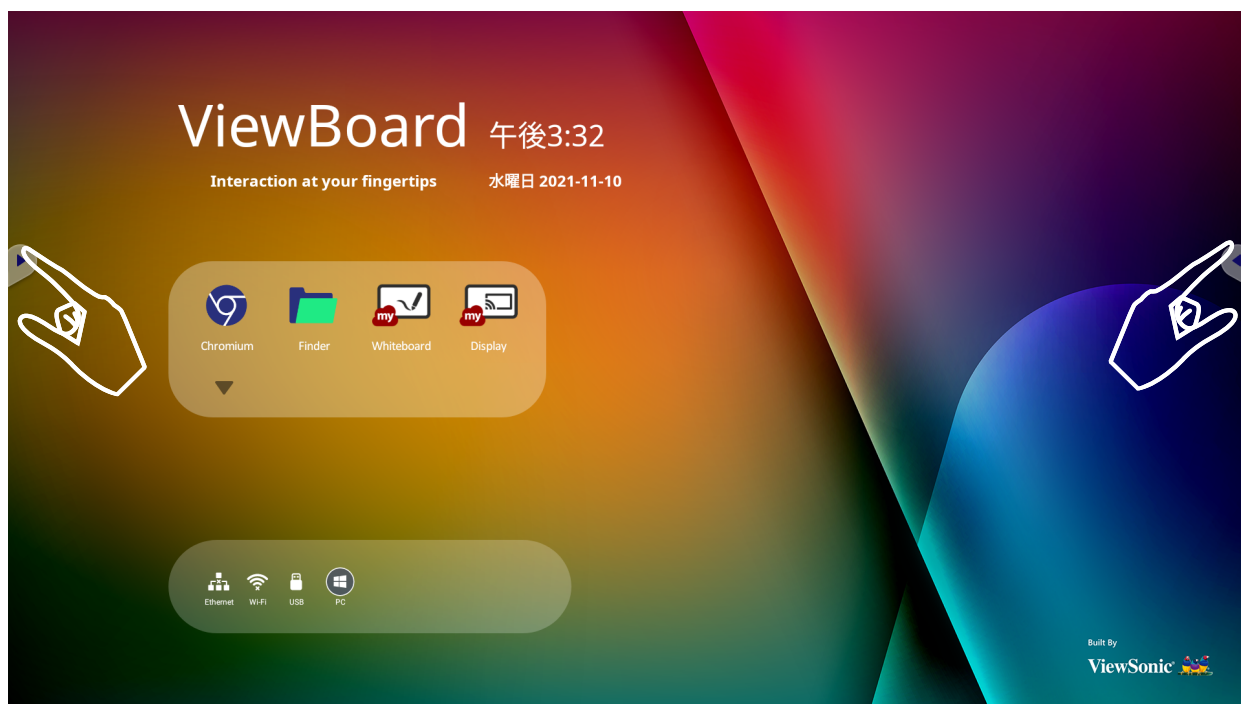 ViewBoard 午後3:32
Interaction at your fingertips 水曜日 2021-11-10
Chromium Finder my Whiteboard my Display
Ethernet Wi-Fi USB PC
Built By
ViewSonic®